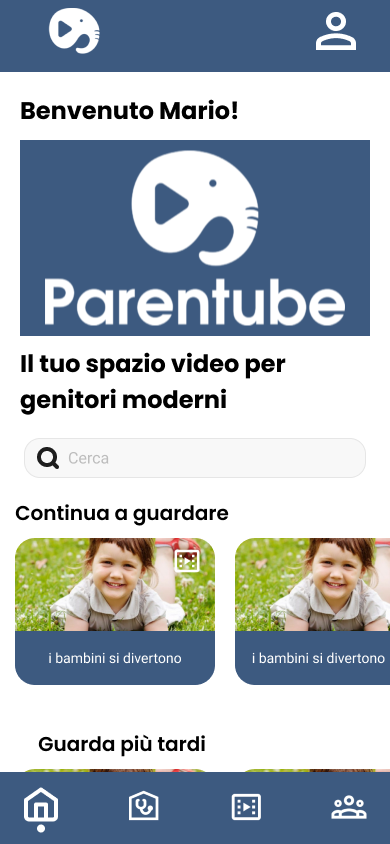 Benvenuto Mario!
Parentube
Il tuo spazio video per
genitori moderni
Cerca
Continua a guardare
i bambini si divertono
i bambini si divertono
Guarda più tardi